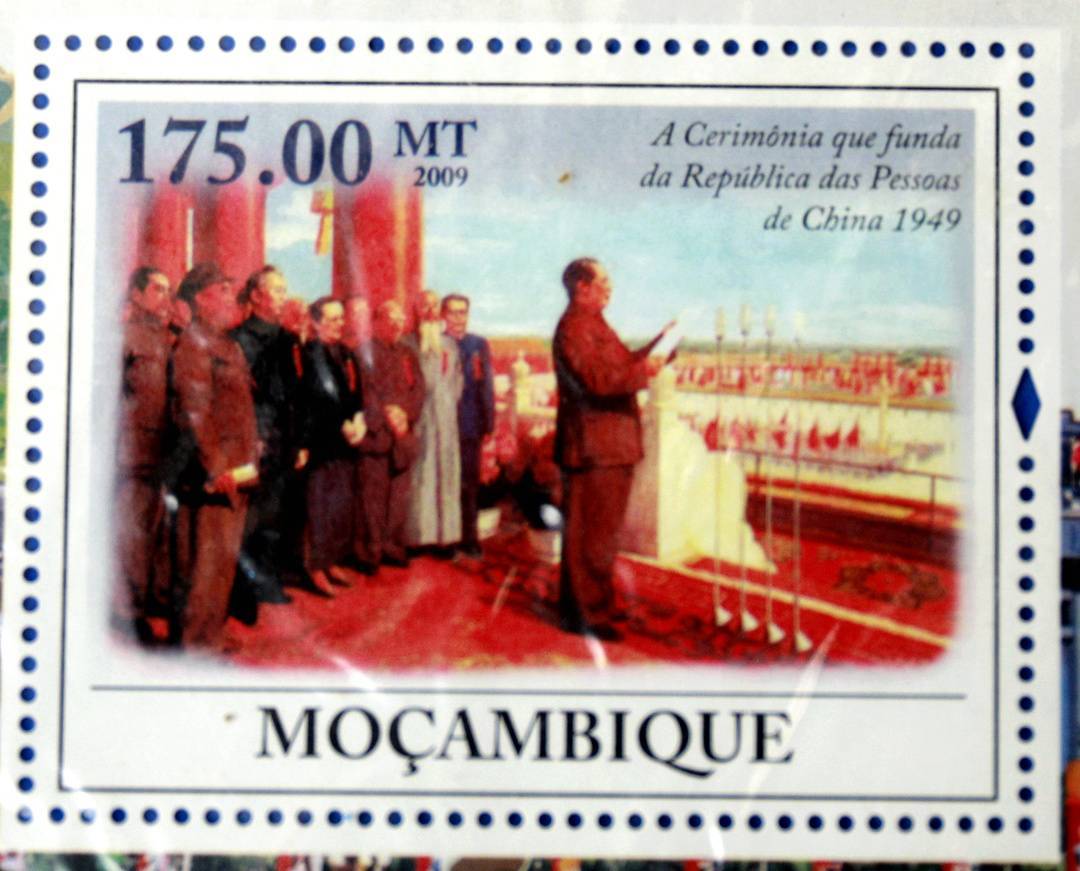 175.00 MT
2009
A Cerimônia que funda
da República das Pessoas
de China 1949
MOÇAMBIQUE